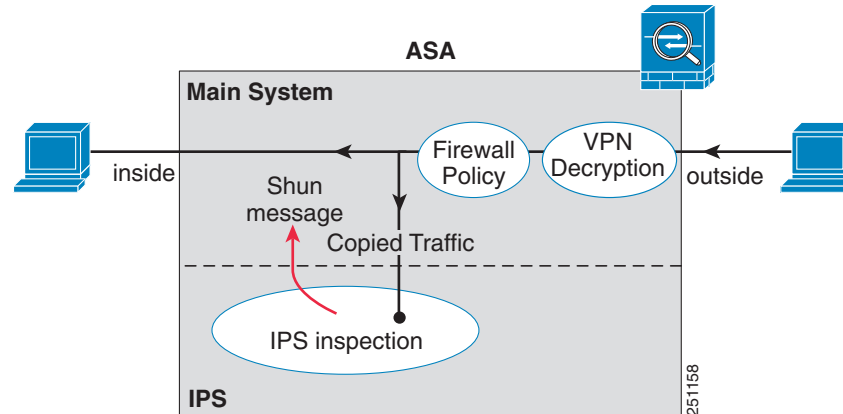 ASA
Main System
VPN
Decryption
Firewall
Policy
inside
outside
Shun
message
Copied Traffic
IPS inspection
IPS
251158